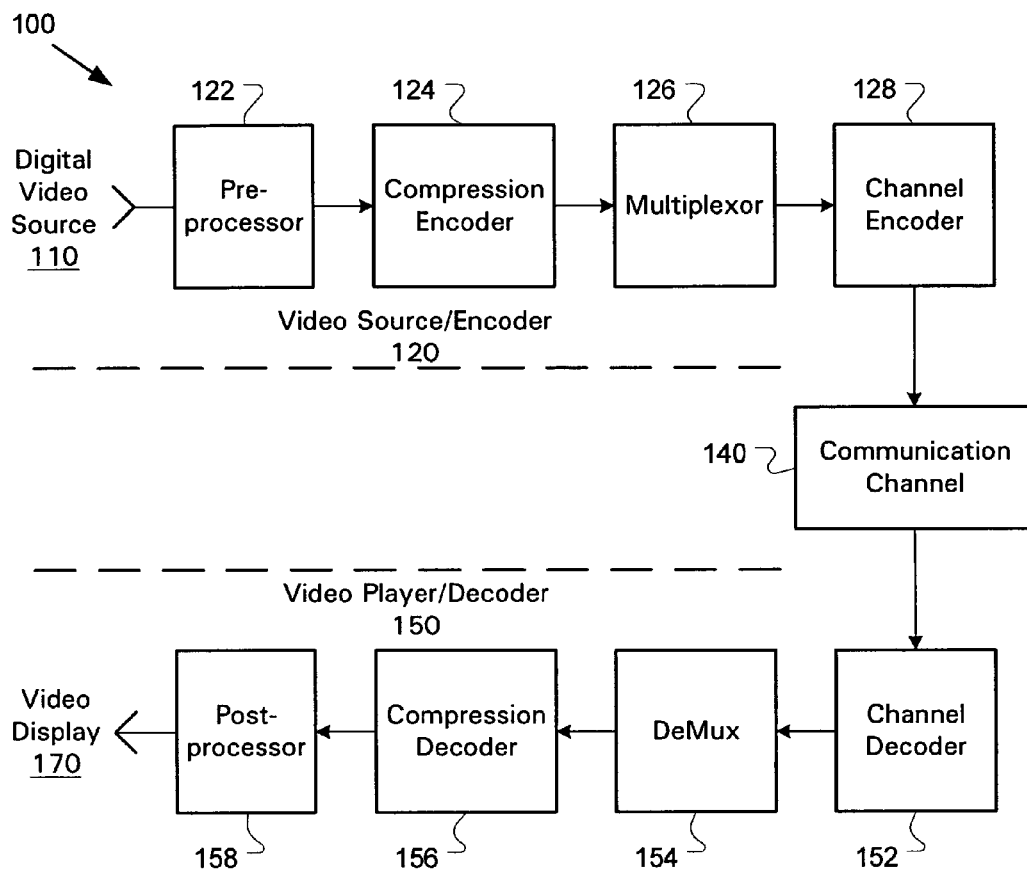 100
122
124
126
128
Digital
Video
Source
110
Pre-
processor
Compression
Encoder
Multiplexor
Channel
Encoder
Video Source/Encoder
120
140
Communication
Channel
Video Player/Decoder
150
Video
Display
170
Post-
processor
Compression
Decoder
DeMux
Channel
Decoder
158
156
154
152